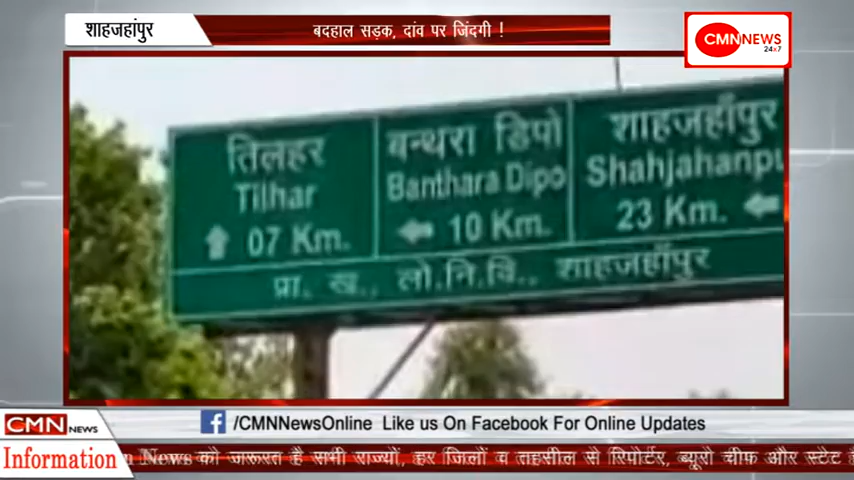 शाहजहांपुर
बदहाल सड़क, दांव पर जिंदगी !
CMNNEWS
24x7
तिलहर
Tilhar
07 Km.
बन्थरा डिपो
Banthara Dipo
10 Km.
शाहजहाँपुर
Shahjahanpu
23 Km.
प्रा. ख., लो.नि.वि., शाहजहाँपुर
CMN NEWS
/CMNNewsOnline Like us On Facebook For Online Updates
Information
News को जरूरत है सभी राज्यों, हर जिलों व तहसील से रिपोर्टर, ब्यूरो चीफ और स्टेट